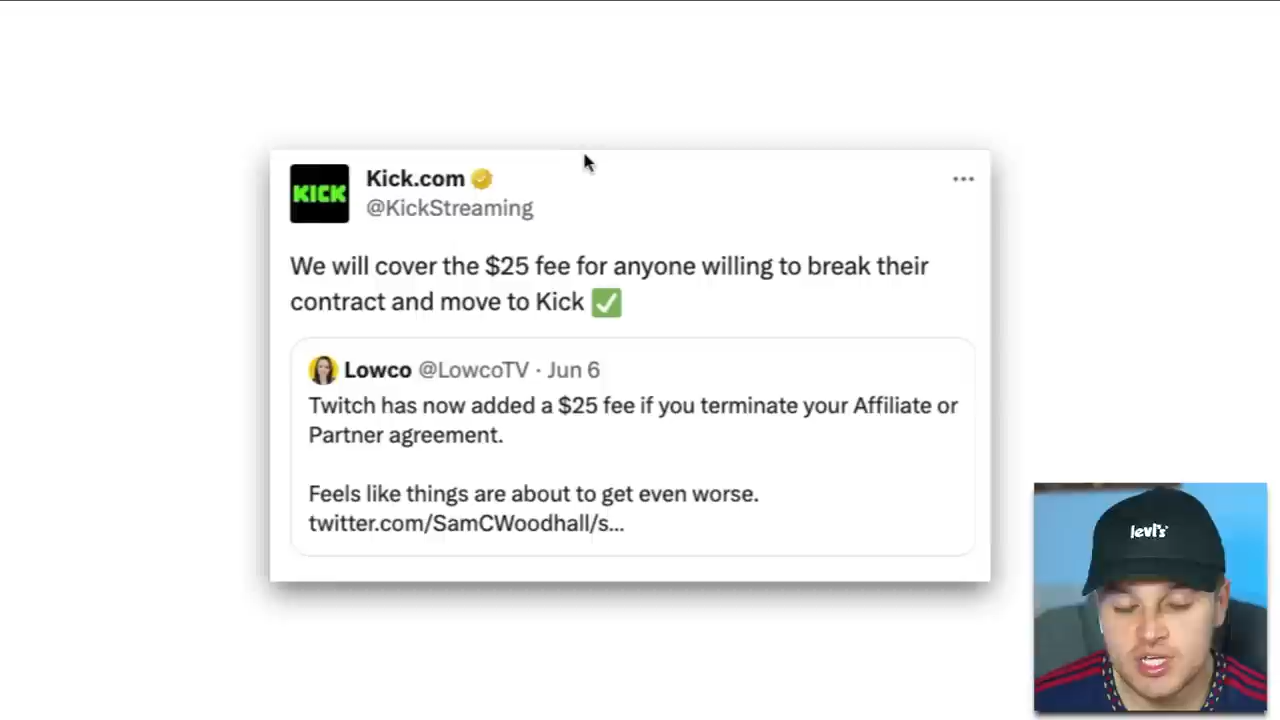 KICK
Kick.com
@KickStreaming
We will cover the $25 fee for anyone willing to break their
contract and move to Kick ✅
Lowco @LowcoTV · Jun 6
Twitch has now added a $25 fee if you terminate your Affiliate or
Partner agreement.
Feels like things are about to get even worse.
twitter.com/SamCWoodhall/s...
levi's